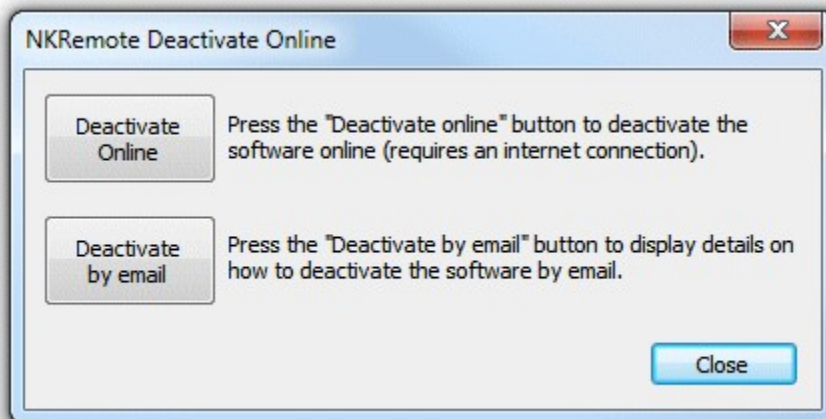 NKRemote Deactivate Online
Deactivate
Online
Press the "Deactivate online" button to deactivate the
software online (requires an internet connection).
Deactivate
by email
Press the "Deactivate by email" button to display details on
how to deactivate the software by email.
Close